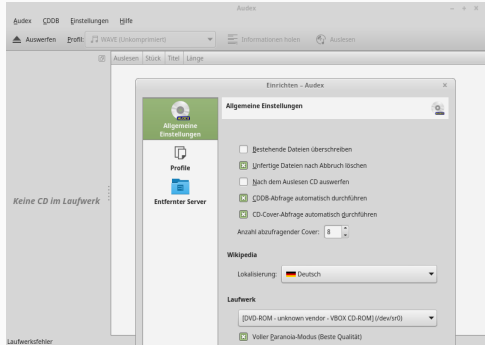 Audex
Audex CDDB Einstellungen Hilfe
Auswerfen Profil: WAVE (Unkomprimiert) Informationen holen Auslesen
Auslesen Stück Titel Länge
Einrichten – Audex
Allgemeine Einstellungen
Allgemeine
Einstellungen
Profile
Entfernter Server
Keine CD im Laufwerk
Bestehende Dateien überschreiben
Unfertige Dateien nach Abbruch löschen
Nach dem Auslesen CD auswerfen
CDDB-Abfrage automatisch durchführen
CD-Cover-Abfrage automatisch durchführen
Anzahl abzufragender Cover: 8
Wikipedia
Lokalisierung: Deutsch
Laufwerk
[DVD-ROM - unknown vendor - VBOX CD-ROM] (/dev/sr0)
Voller Paranoia-Modus (Beste Qualität)
Laufwerksfehler